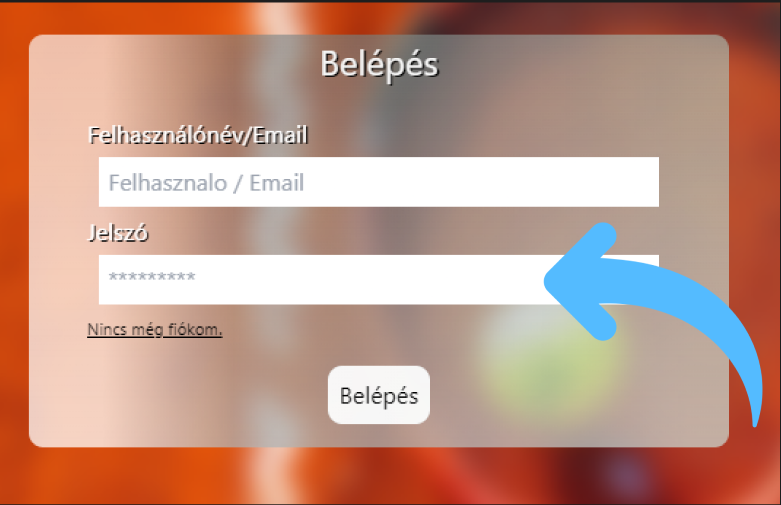 Belépés
Felhasználónév/Email
Felhasznalo / Email
Jelszó
*********
Nincs még fiókom.
Belépés